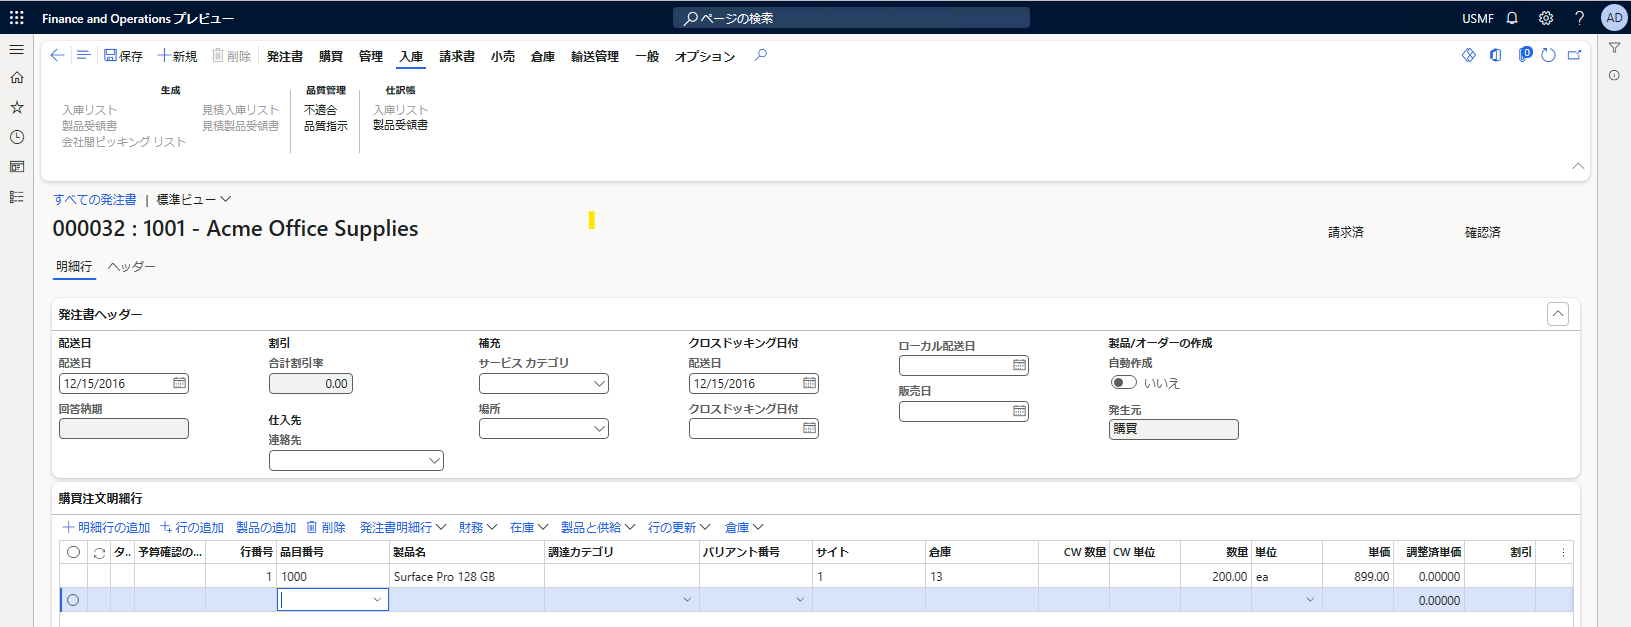 Finance and Operations プレビュー
ページの検索
USMF
AD
保存 新規 削除 発注書 購買 管理 入庫 請求書 小売 倉庫 輸送管理 一般 オプション
0
生成 品質管理 仕訳帳
入庫リスト 見積入庫リスト 不適合 入庫リスト
製品受領書 見積製品受領書 品質指示 製品受領書
会社間ピッキング リスト
すべての発注書 | 標準ビュー
000032 : 1001 - Acme Office Supplies
請求済 確認済
明細行 ヘッダー
発注書ヘッダー
配送日 割引 補充 クロスドッキング日付 ローカル配送日 製品/オーダーの作成
配送日 合計割引率 サービス カテゴリ 配送日 自動作成
12/15/2016 0.00 12/15/2016 いいえ
販売日
回答納期 仕入先 場所 クロスドッキング日付 発生元
購買
連絡先
購買注文明細行
明細行の追加 行の追加 製品の追加 削除 発注書明細行 財務 在庫 製品と供給 行の更新 倉庫
タ.. 予算確認の... 行番号 品目番号 製品名 調達カテゴリ バリアント番号 サイト 倉庫 CW 数量 CW 単位 数量 単位 単価 調整済単価 割引
1 1000 Surface Pro 128 GB 1 13 200.00 ea 899.00 0.00000
0.00000